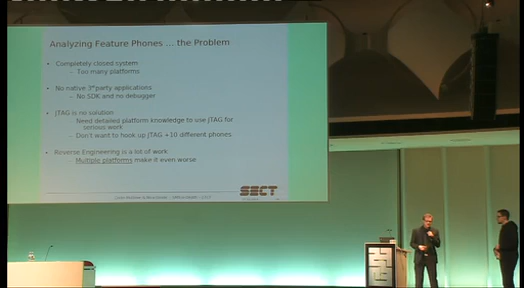 Analyzing Feature Phones ... the Problem
• Completely closed system
– Too many platforms
• No native 3rd party applications
– No SDK and no debugger
• JTAG is no solution
Need detailed platform knowledge to use JTAG for
serious work
– Don't want to hook up JTAG +10 different phones
• Reverse Engineering is a lot of work
– Multiple platforms make it even worse
SECT